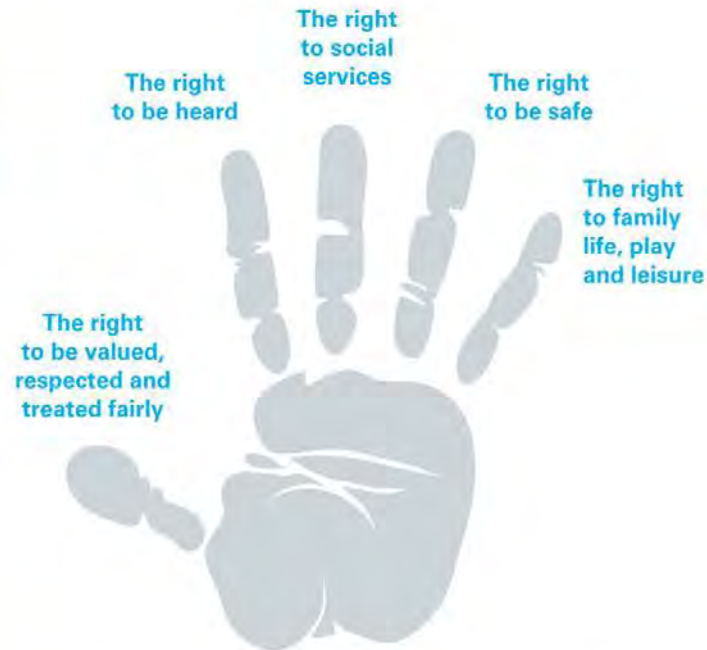 The right
to social
services
The right
to be heard
The right
to be safe
The right
to family
life, play
and leisure
The right
to be valued,
respected and
treated fairly